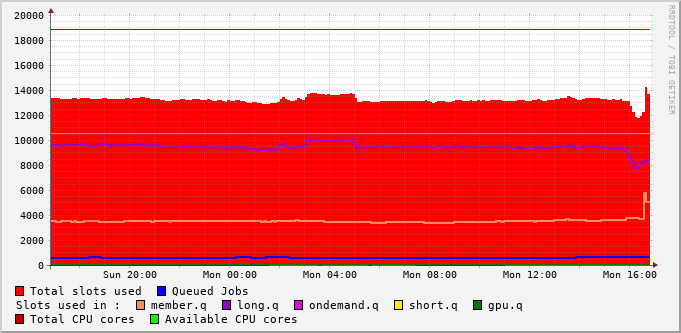 RRDTOOL / TOBI OETIKER
20000
18000
16000
14000
12000
10000
8000
6000
4000
2000
0
Sun 20:00 Mon 00:00 Mon 04:00 Mon 08:00 Mon 12:00 Mon 16:00
Total slots used Queued Jobs
Slots used in : member.q long.q ondemand.q short.q gpu.q
Total CPU cores Available CPU cores